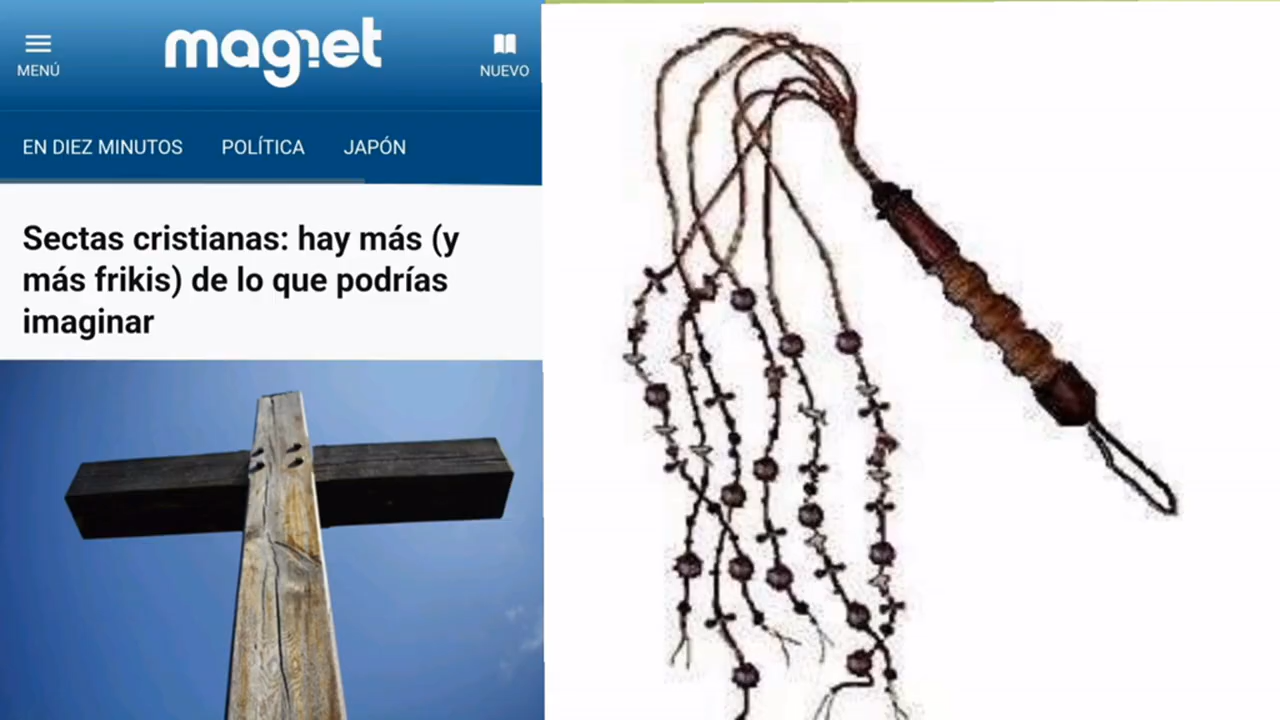 magnet
MENÚ
NUEVO
EN DIEZ MINUTOS POLÍTICA JAPÓN
Sectas cristianas: hay más (y
más frikis) de lo que podrías
imaginar